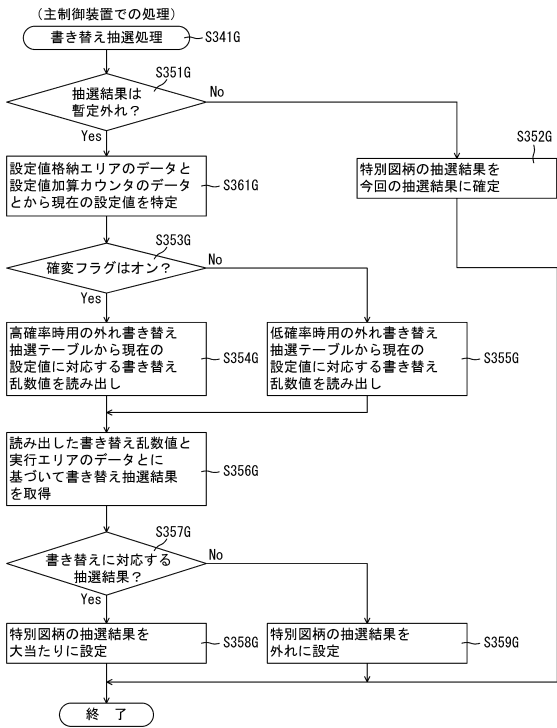 (主制御装置での処理)
書き替え抽選処理
S341G
S351G
抽選結果は
暫定外れ?
No
Yes
S352G
特別図柄の抽選結果を
今回の抽選結果に確定
設定値格納エリアのデータと
設定値加算カウンタのデータ
とから現在の設定値を特定
S361G
S353G
確変フラグはオン?
No
Yes
高確率時用の外れ書き替え
抽選テーブルから現在の
設定値に対応する書き替え
乱数値を読み出し
S354G
低確率時用の外れ書き替え
抽選テーブルから現在の
設定値に対応する書き替え
乱数値を読み出し
S355G
読み出した書き替え乱数値と
実行エリアのデータとに
基づいて書き替え抽選結果
を取得
S356G
S357G
書き替えに対応する
抽選結果?
No
Yes
特別図柄の抽選結果を
大当たりに設定
S358G
特別図柄の抽選結果を
外れに設定
S359G
終 了